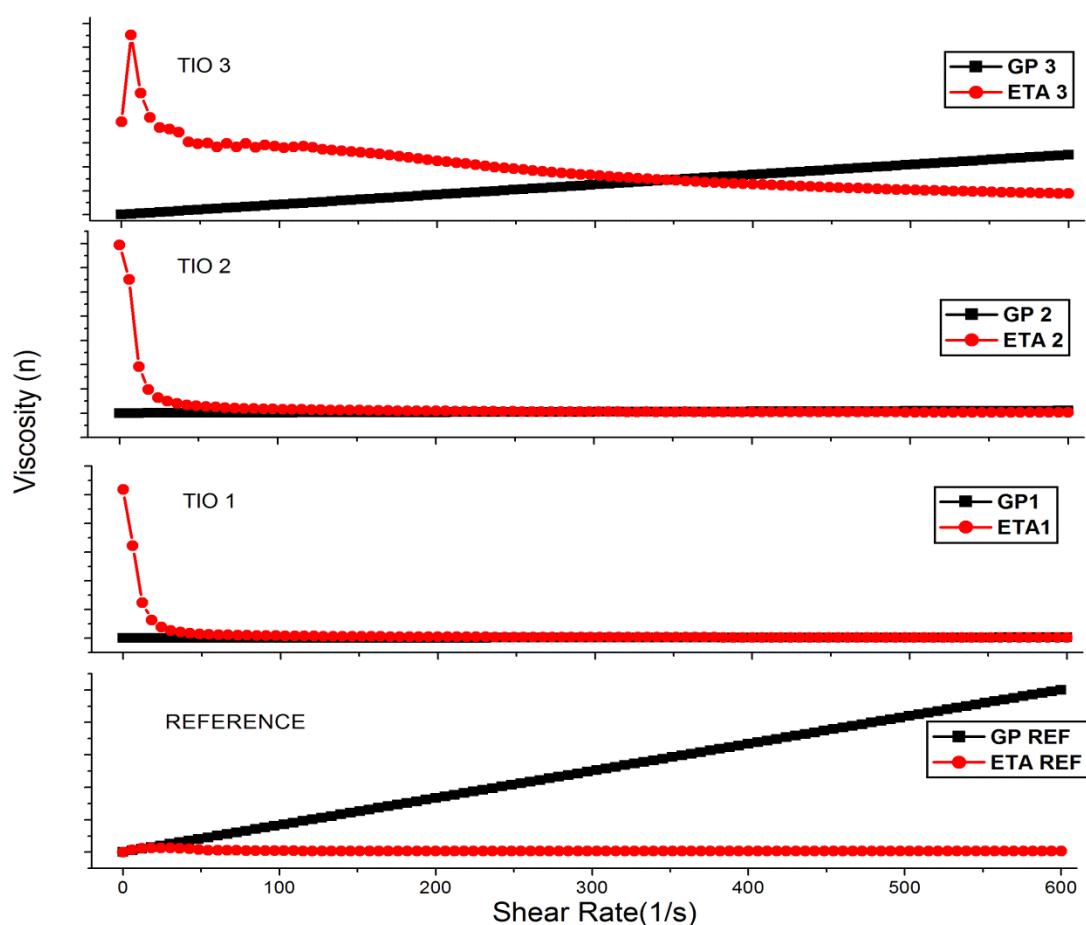 TIO 3
GP 3
ETA 3
TIO 2
GP 2
ETA 2
Viscosity (n)
TIO 1
GP1
ETA1
REFERENCE
GP REF
ETA REF
0 100 200 300 400 500 600
Shear Rate(1/s)